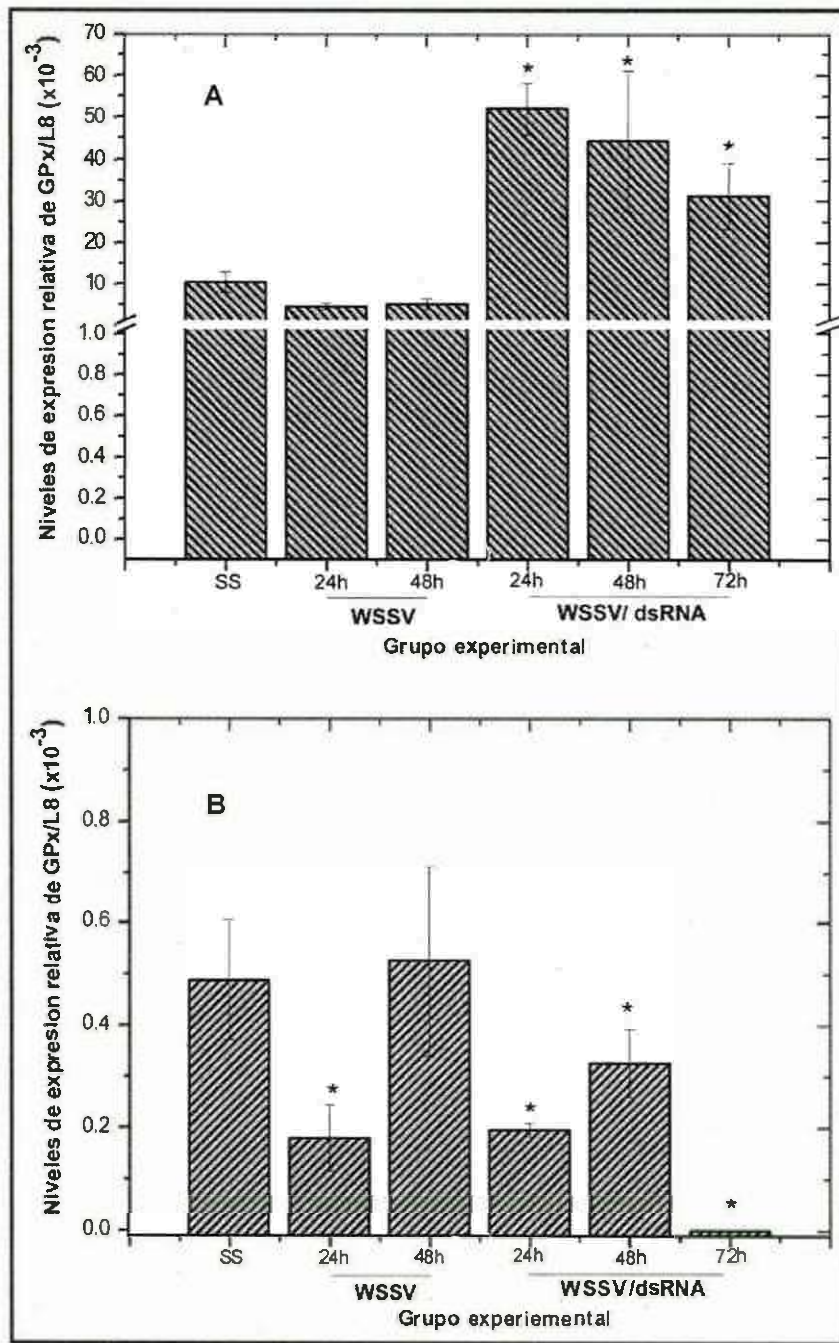 Niveles de expresion relativa de GPx/L8 (x10⁻³)
A
70
60
50
40
30
20
10
1.0
0.8
0.6
0.4
0.2
0.0
* * *
SS 24h 48h 24h 48h 72h
WSSV WSSV/ dsRNA
Grupo experimental
Niveles de expresion relativa de GPx/L8 (x10⁻³)
B
1.0
0.8
0.6
0.4
0.2
0.0
* * * *
SS 24h 48h 24h 48h 72h
WSSV WSSV/dsRNA
Grupo experiemental